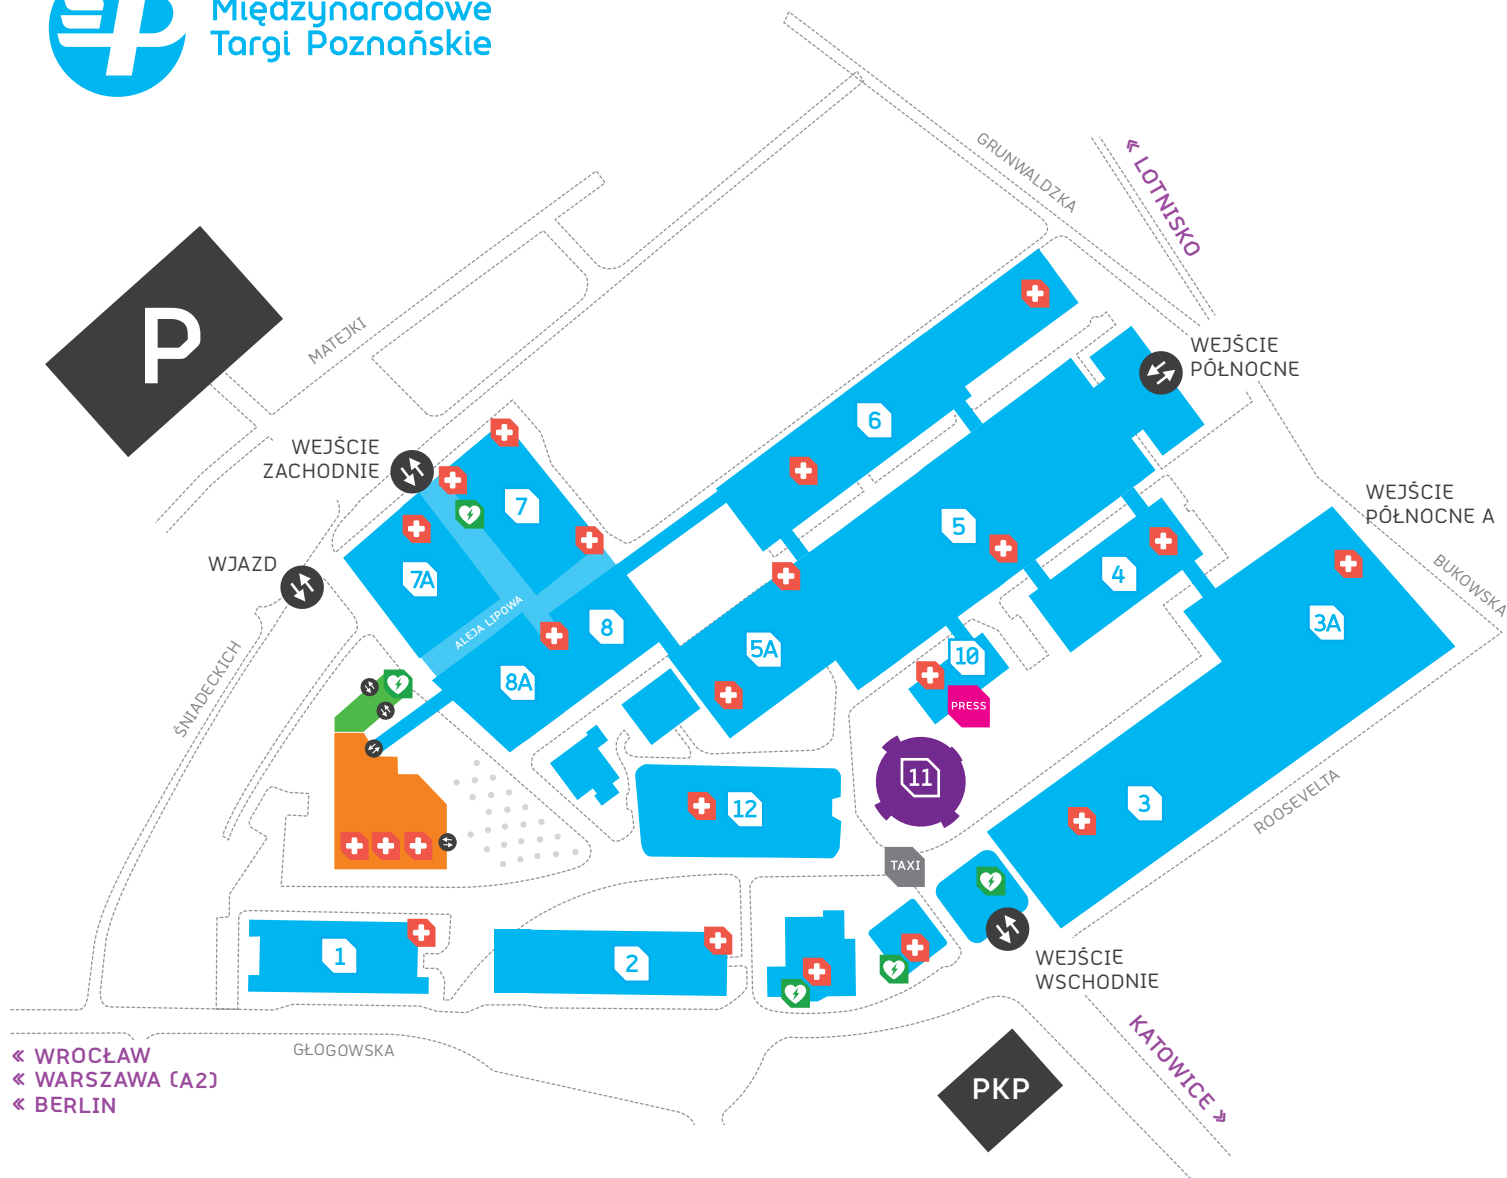 Międzynarodowe
Targi Poznańskie
GRUNWALDZKA
« LOTNISKO
P
MATEJKI
WEJŚCIE
PÓŁNOCNE
WEJŚCIE
ZACHODNIE
6
7
5
WEJŚCIE
PÓŁNOCNE A
WJAZD
7A
4
BUKOWSKA
ALEJA LIPOWA
8
3A
5A
10
8A
ŚNIADECKICH
PRESS
11
12
3
ROOSEVELTA
TAXI
1
2
WEJŚCIE
WSCHODNIE
GŁOGOWSKA
« WROCŁAW
« WARSZAWA (A2)
« BERLIN
PKP
KATOWICE »